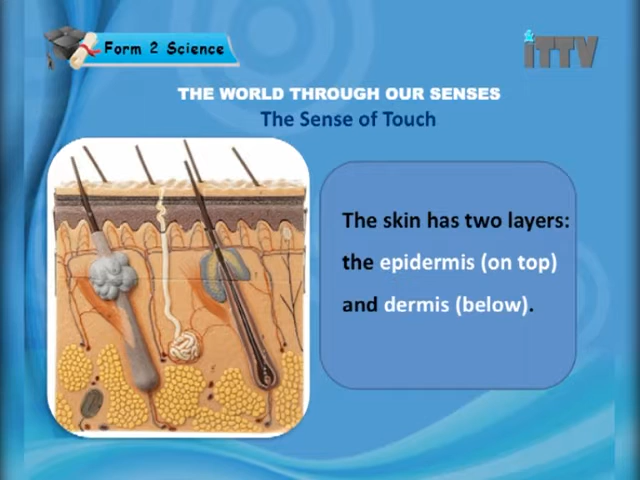 Form 2 Science
iTTV
THE WORLD THROUGH OUR SENSES
The Sense of Touch
The skin has two layers:
the epidermis (on top)
and dermis (below).